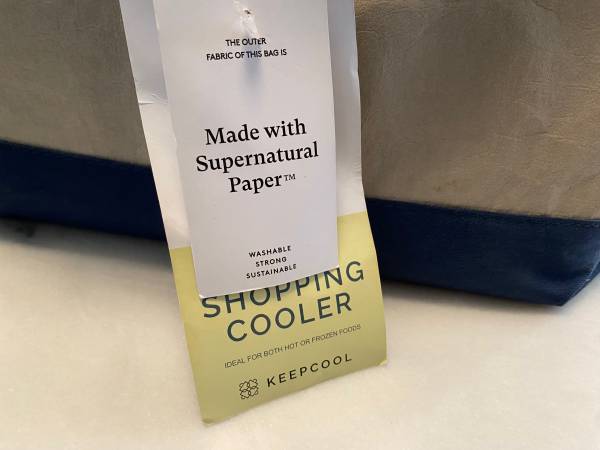 THE OUTER
FABRIC OF THIS BAG IS
Made with
Supernatural
Paper™
WASHABLE
STRONG
SUSTAINABLE
SHOPPING
COOLER
IDEAL FOR BOTH HOT OR FROZEN FOODS
KEEPCOOL